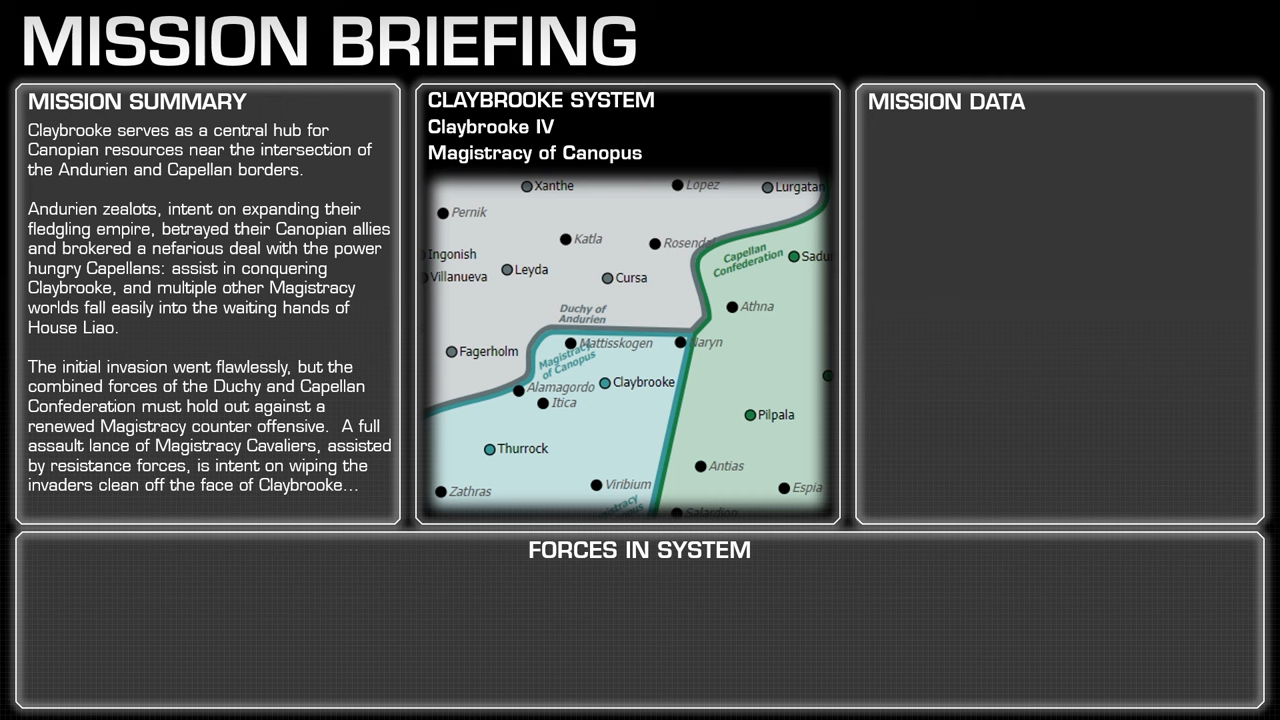 MISSION BRIEFING
MISSION SUMMARY
Claybrooke serves as a central hub for
Canopian resources near the intersection of
the Andurien and Capellan borders.
Andurien zealots, intent on expanding their
fledgling empire, betrayed their Canopian allies
and brokered a nefarious deal with the power
hungry Capellans: assist in conquering
Claybrooke, and multiple other Magistracy
worlds fall easily into the waiting hands of
House Liao.
The initial invasion went flawlessly, but the
combined forces of the Duchy and Capellan
Confederation must hold out against a
renewed Magistracy counter offensive.  A full
assault lance of Magistracy Cavaliers, assisted
by resistance forces, is intent on wiping the
invaders clean off the face of Claybrooke...
CLAYBROOKE SYSTEM
Claybrooke IV
Magistracy of Canopus
Xanthe
Lopez
Lurgatan
Pernik
Katla
Rosendal
Ingonish
Villanueva
Leyda
Cursa
Capellan
Confederation
Sadur
Athna
Duchy of
Andurien
Fagerholm
Mattisskogen
Naryn
Magistracy
of Canopus
Alamagordo
Claybrooke
Itica
Pilpala
Thurrock
Antias
Zathras
Viribium
Espia
Salardion
MISSION DATA
FORCES IN SYSTEM